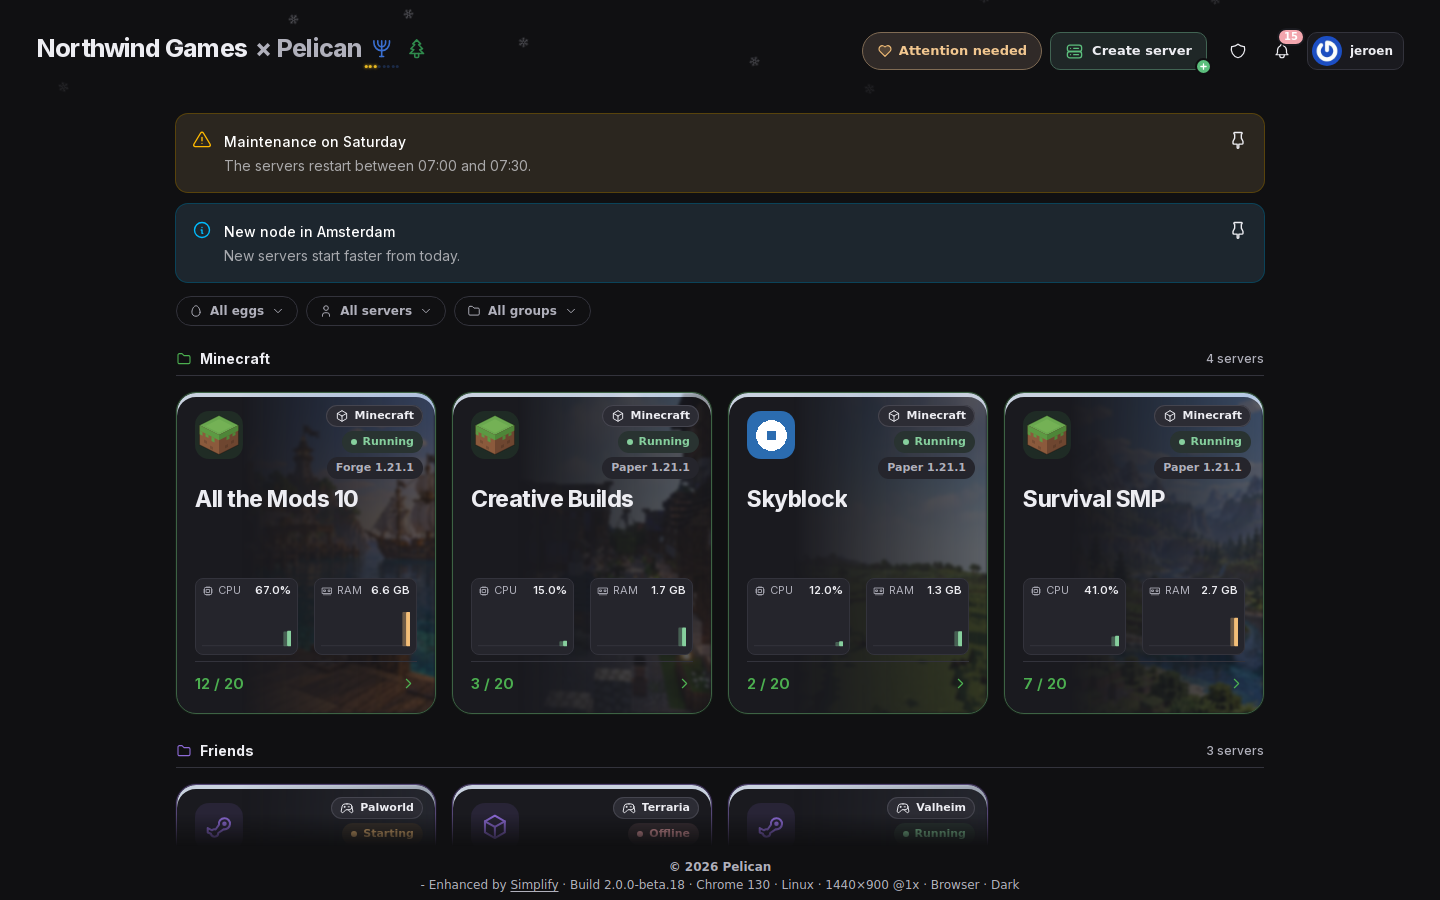 Northwind Games × Pelican
Attention needed
Create server
15
jeroen
Maintenance on Saturday
The servers restart between 07:00 and 07:30.
New node in Amsterdam
New servers start faster from today.
All eggs
All servers
All groups
Minecraft
4 servers
Minecraft
Running
Forge 1.21.1
All the Mods 10
CPU 67.0%
RAM 6.6 GB
12 / 20
Minecraft
Running
Paper 1.21.1
Creative Builds
CPU 15.0%
RAM 1.7 GB
3 / 20
Minecraft
Running
Paper 1.21.1
Skyblock
CPU 12.0%
RAM 1.3 GB
2 / 20
Minecraft
Running
Paper 1.21.1
Survival SMP
CPU 41.0%
RAM 2.7 GB
7 / 20
Friends
3 servers
Palworld
Starting
Terraria
Offline
Valheim
Running
© 2026 Pelican
- Enhanced by Simplify · Build 2.0.0-beta.18 · Chrome 130 · Linux · 1440×900 @1x · Browser · Dark